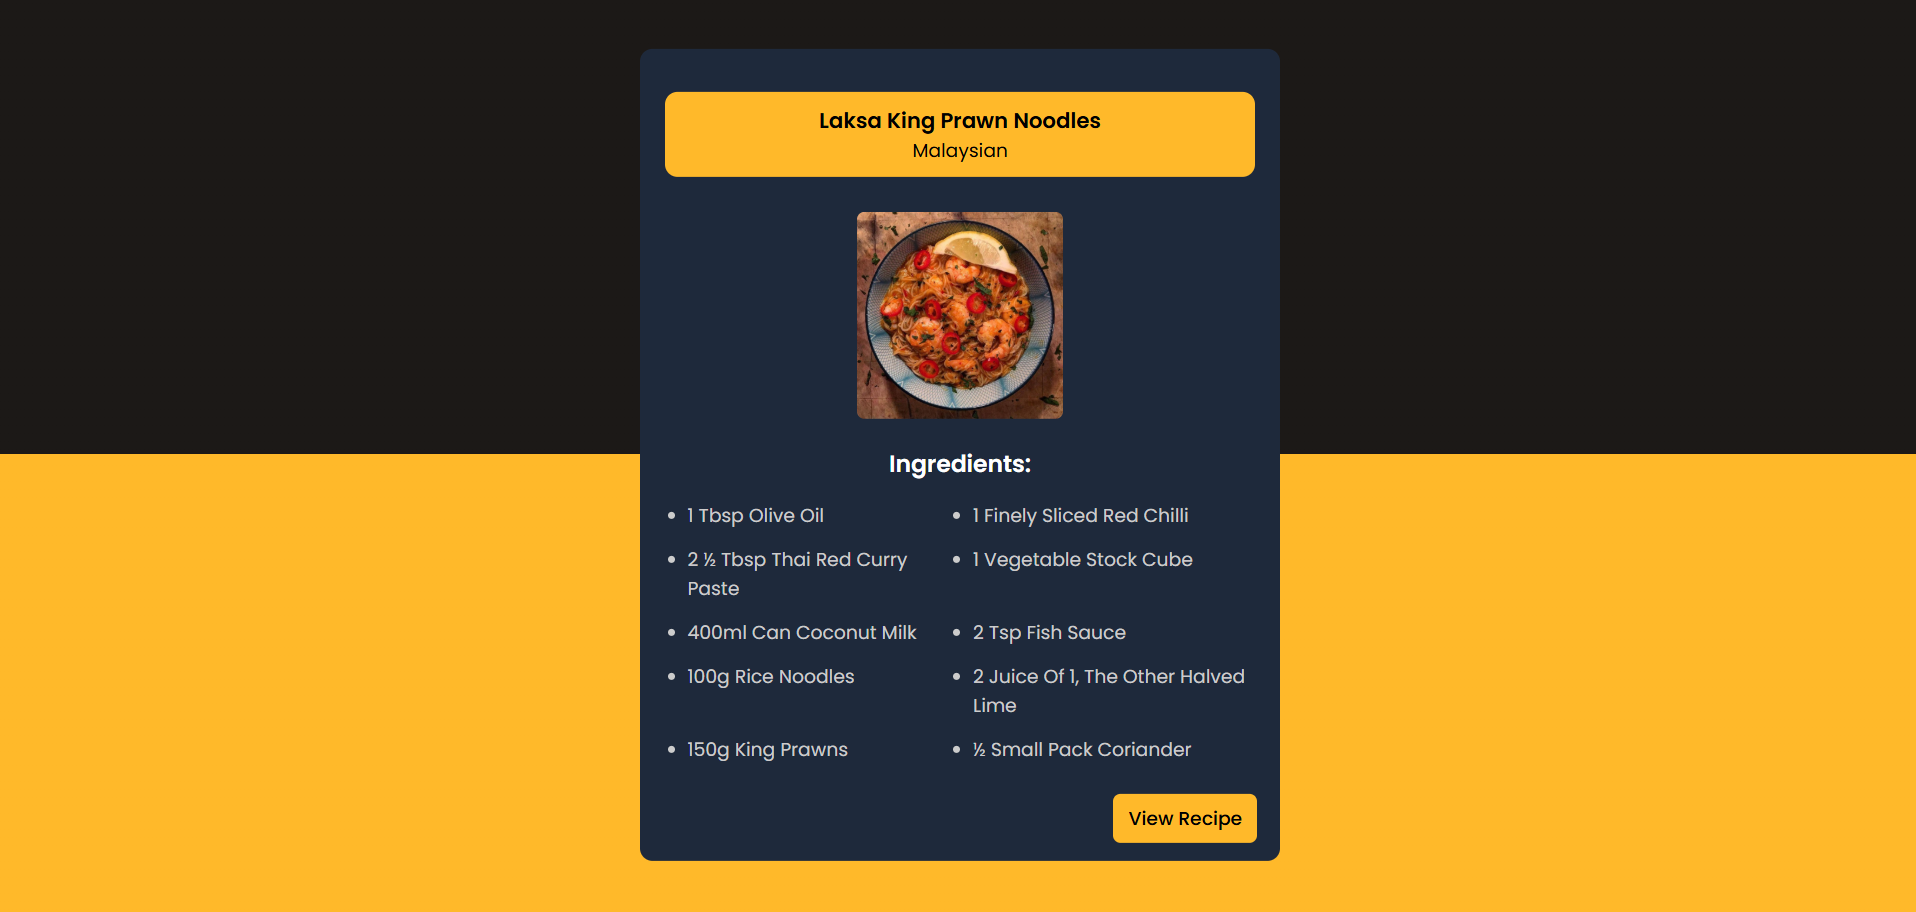 Laksa King Prawn Noodles
Malaysian
Ingredients:
1 Tbsp Olive Oil
1 Finely Sliced Red Chilli
2 ½ Tbsp Thai Red Curry
Paste
1 Vegetable Stock Cube
400ml Can Coconut Milk
2 Tsp Fish Sauce
100g Rice Noodles
2 Juice Of 1, The Other Halved
Lime
150g King Prawns
½ Small Pack Coriander
View Recipe